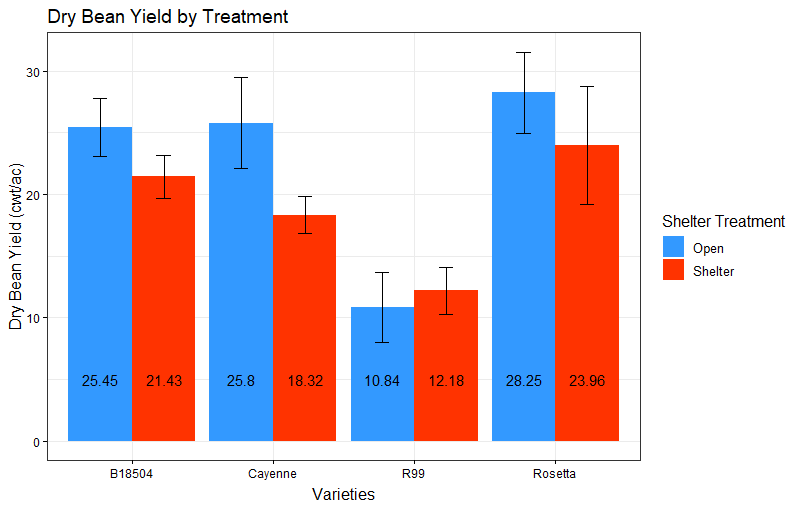 Dry Bean Yield by Treatment
Dry Bean Yield (cwt/ac)
30
20
10
0
25.45 21.43 25.8 18.32 10.84 12.18 28.25 23.96
B18504 Cayenne R99 Rosetta
Varieties
Shelter Treatment
Open
Shelter